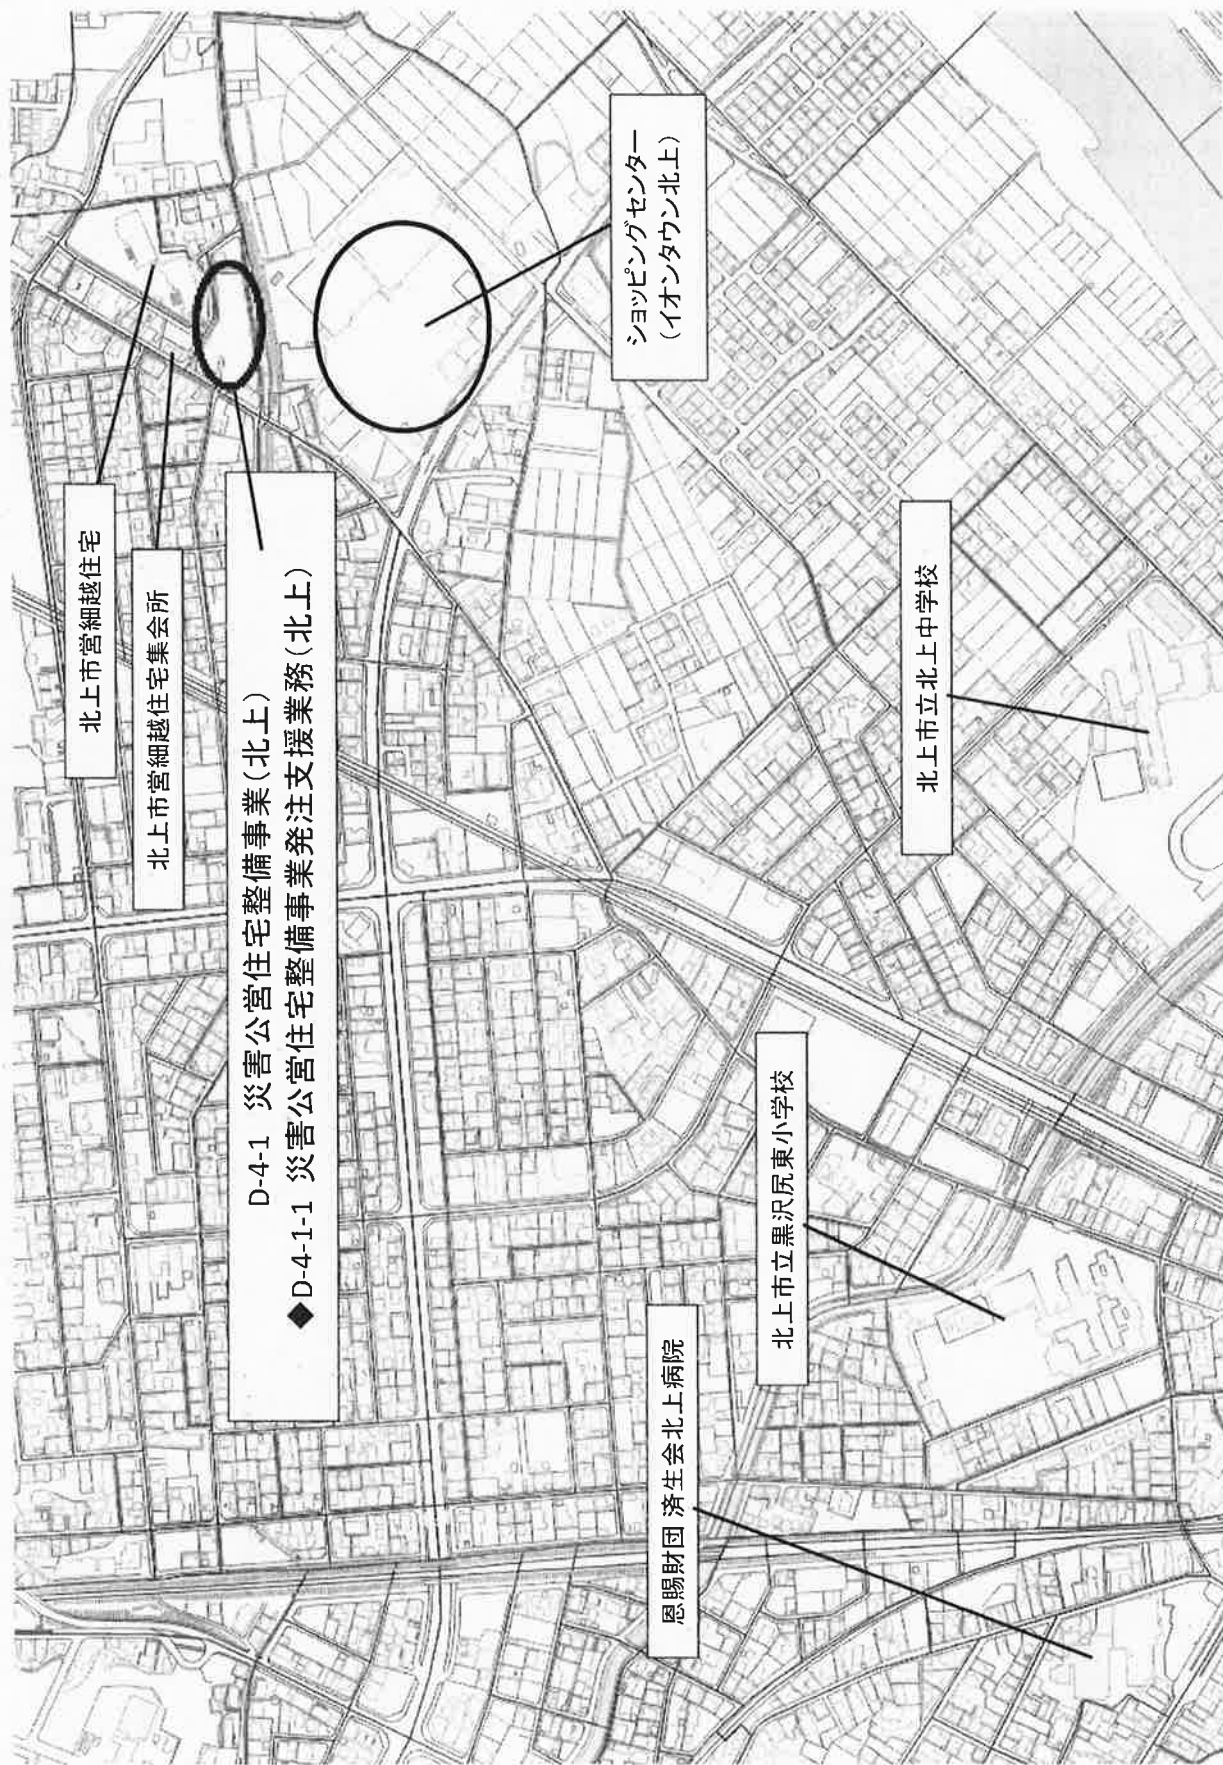 北上市営細越住宅
北上市営細越住宅集会所
D-4-1 災害公営住宅整備事業(北上)
◆D-4-1-1 災害公営住宅整備事業発注支援業務(北上)
ショッピングセンター
(イオンタウン北上)
恩賜財団 済生会北上病院
北上市立黒沢尻東小学校
北上市立北上中学校